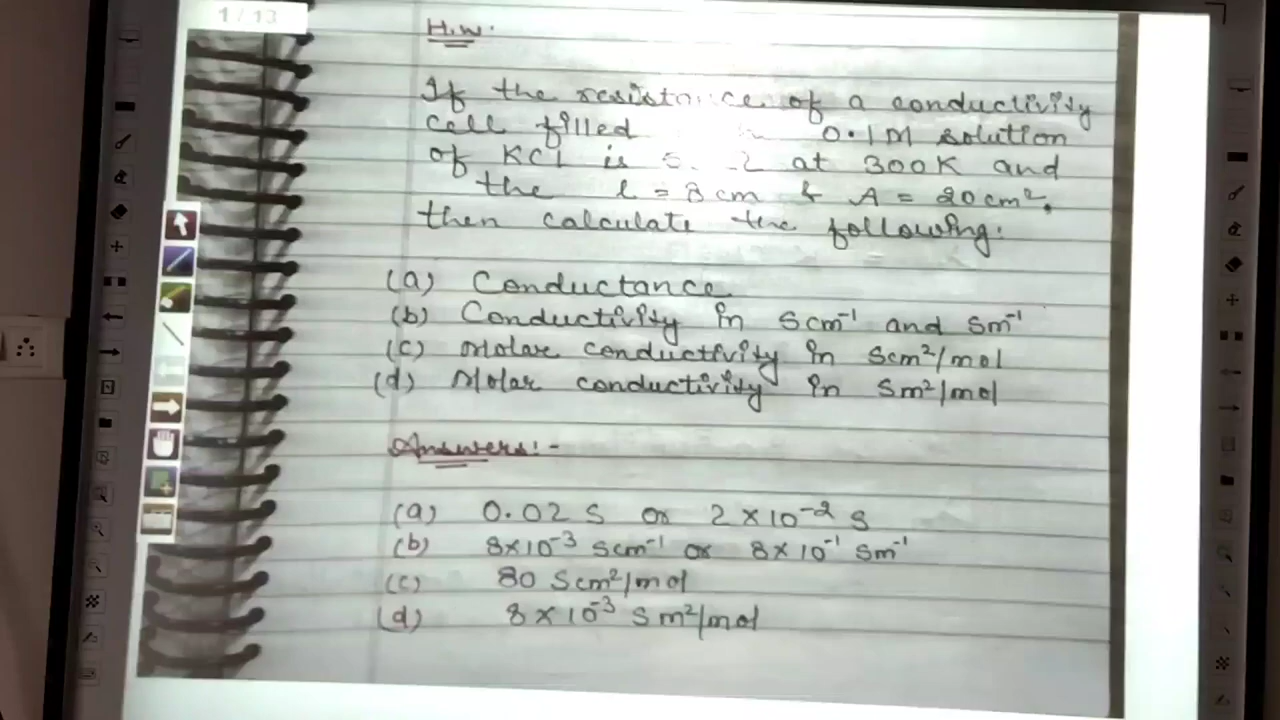 1/13
H.W.
If the resistance of a conductivity
cell filled 0.1M solution
of KCl is at 300K and
the l = 8 cm & A = 20 cm².
then calculate the following:
(a) Conductance
(b) Conductivity in Scm⁻¹ and Sm⁻¹
(c) Molar conductivity in Scm²/mol
(d) Molar conductivity in Sm²/mol
Answers:-
(a) 0.02 S or 2 × 10⁻² S
(b) 8×10⁻³ Scm⁻¹ or 8×10⁻¹ Sm⁻¹
(c) 80 Scm²/mol
(d) 8 × 10⁻³ S m²/mol